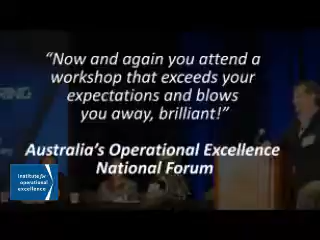 “Now and again you attend a
workshop that exceeds your
expectations and blows
you away, brilliant!”
Australia’s Operational Excellence
National Forum
institute for
operational
excellence